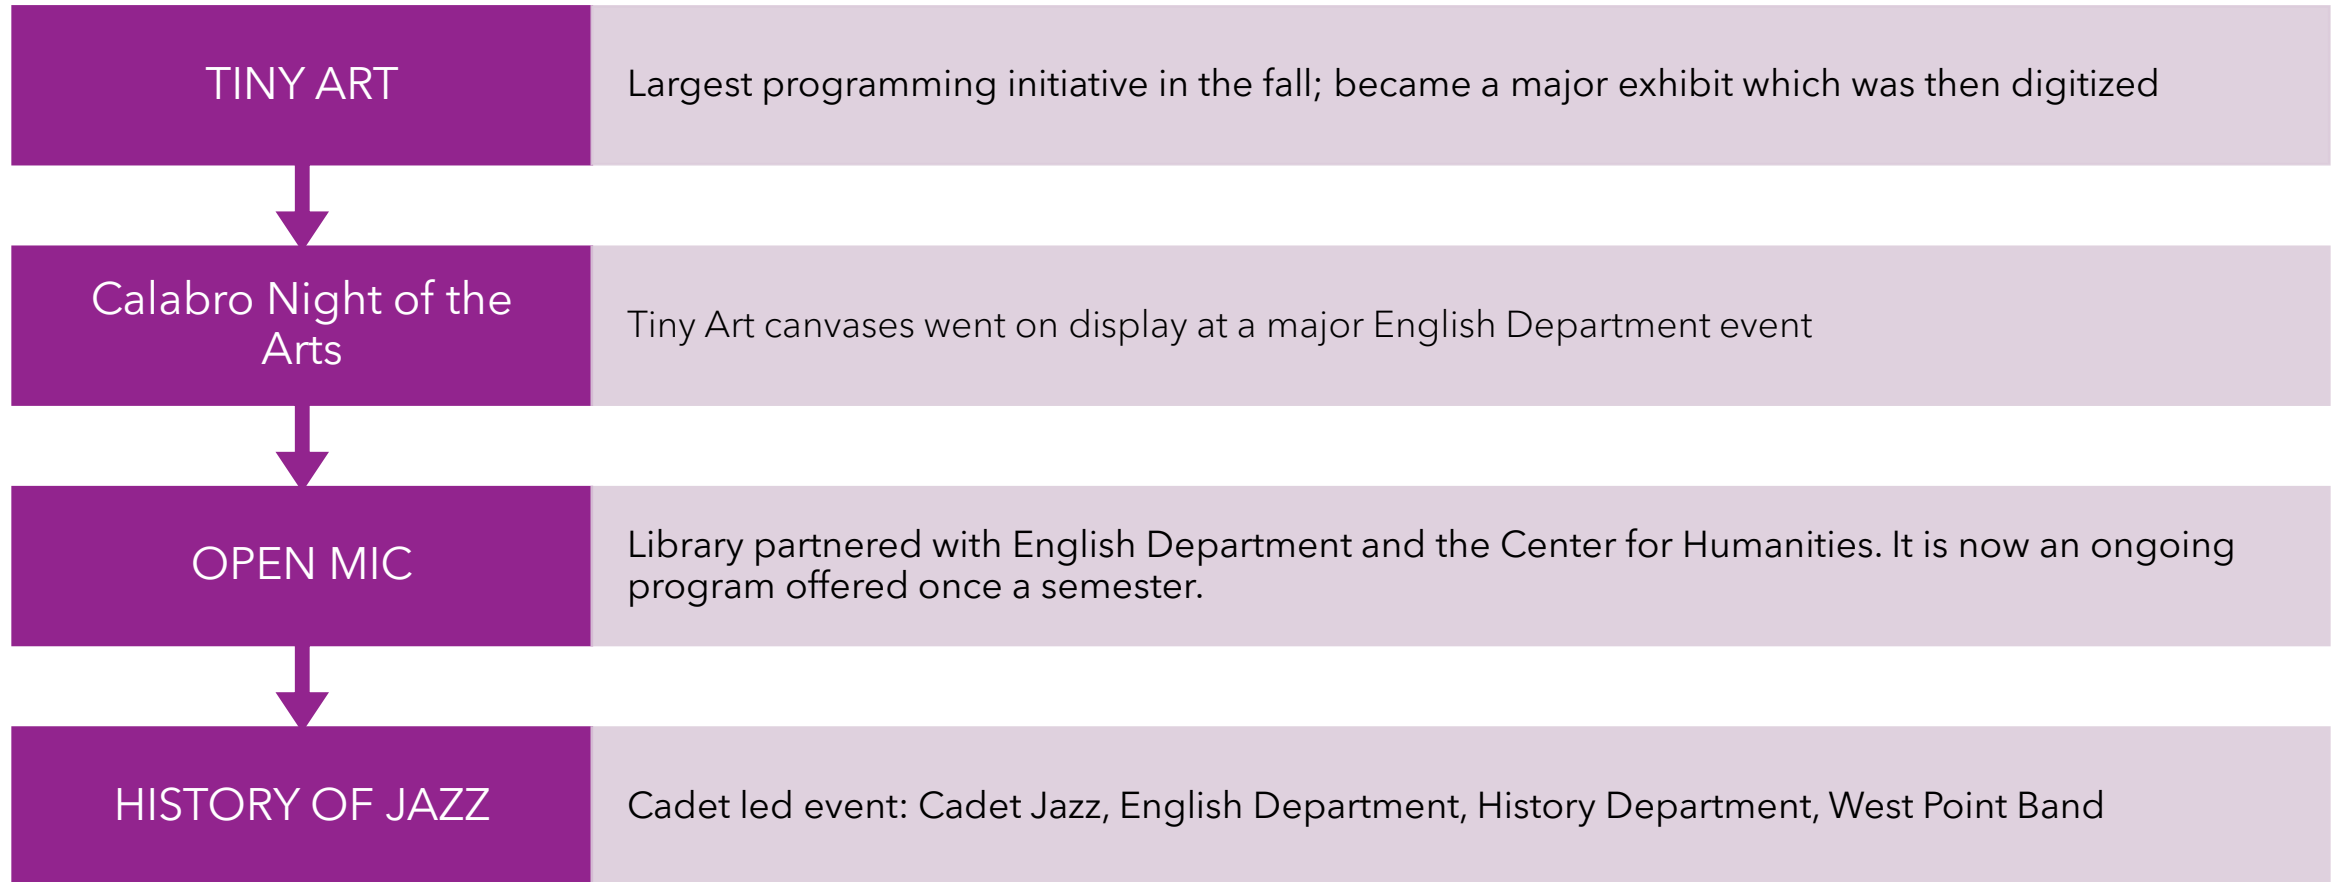 TINY ART
Largest programming initiative in the fall; became a major exhibit which was then digitized
Calabro Night of the
Arts
Tiny Art canvases went on display at a major English Department event
OPEN MIC
Library partnered with English Department and the Center for Humanities. It is now an ongoing
program offered once a semester.
HISTORY OF JAZZ
Cadet led event: Cadet Jazz, English Department, History Department, West Point Band